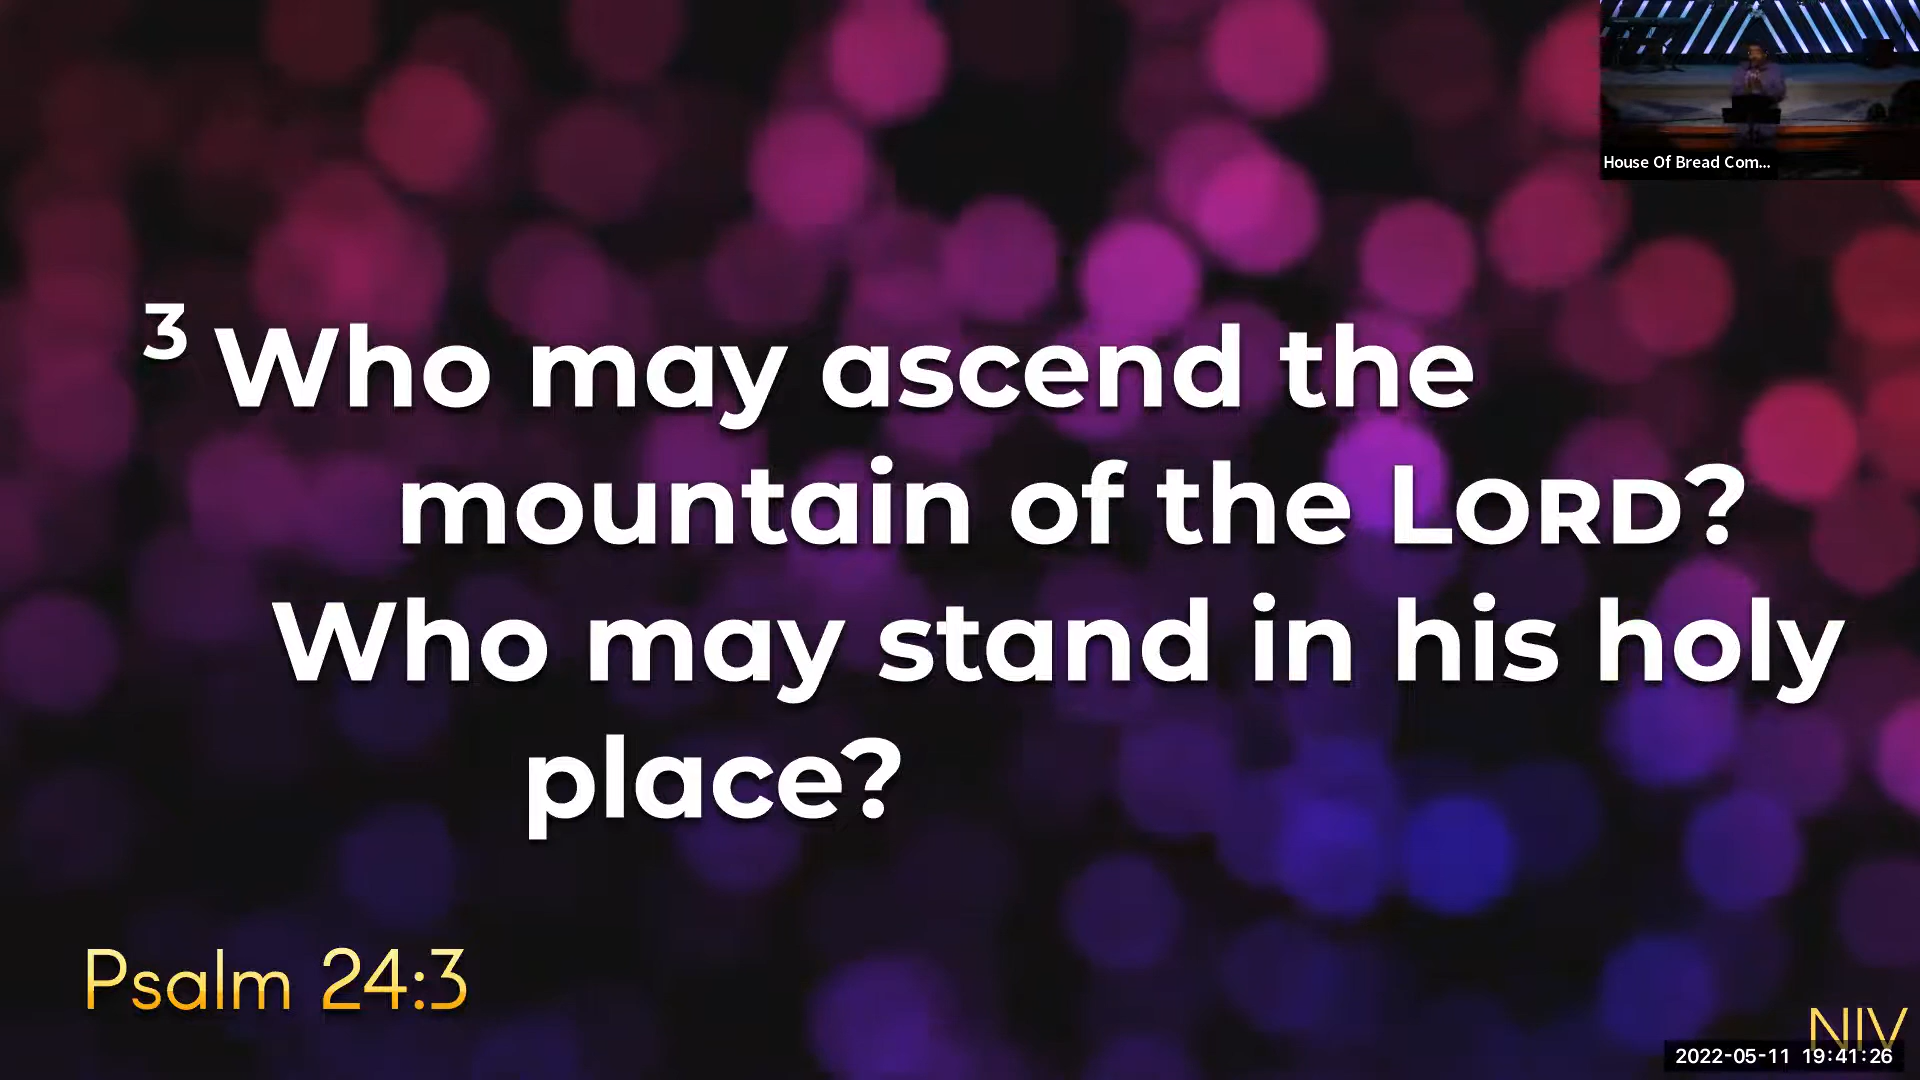 House Of Bread Com...
3 Who may ascend the
mountain of the LORD?
Who may stand in his holy
place?
Psalm 24:3
NIV
2022-05-11 19:41:26